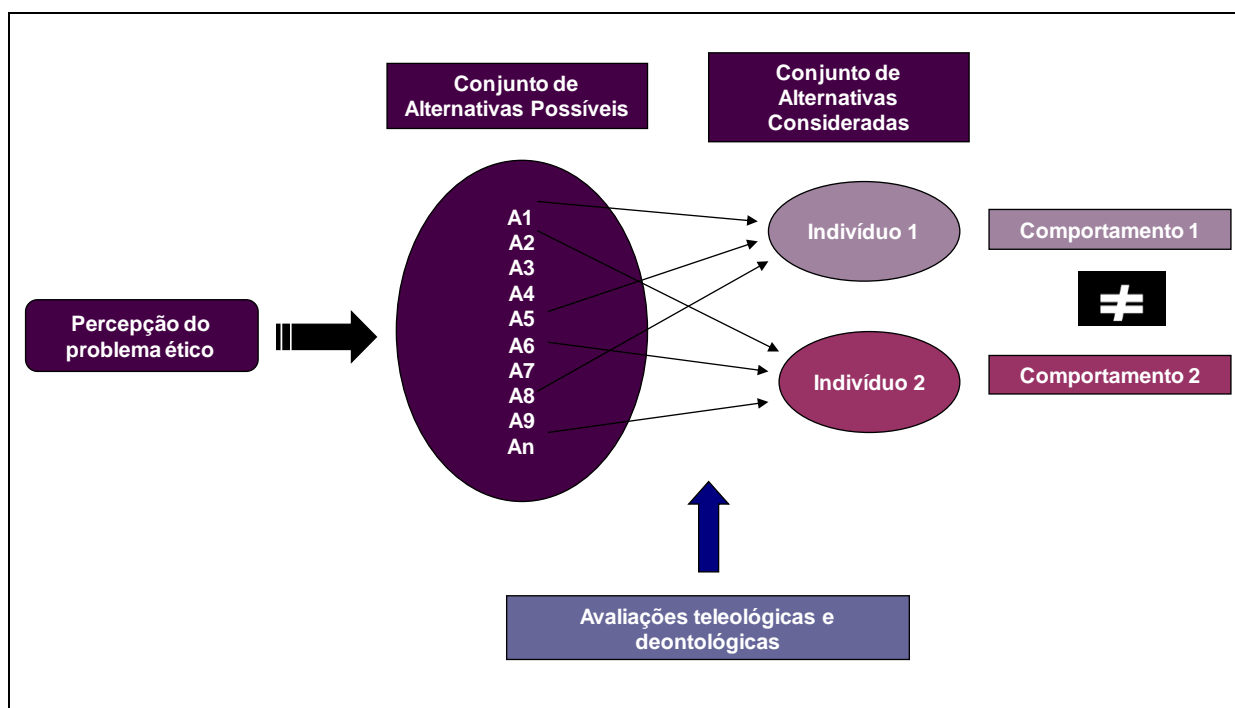 Conjunto de
Alternativas Possíveis
Conjunto de
Alternativas
Consideradas
Percepção do
problema ético
A1
A2
A3
A4
A5
A6
A7
A8
A9
An
Indivíduo 1
Comportamento 1
≠
Indivíduo 2
Comportamento 2
Avaliações teleológicas e
deontológicas